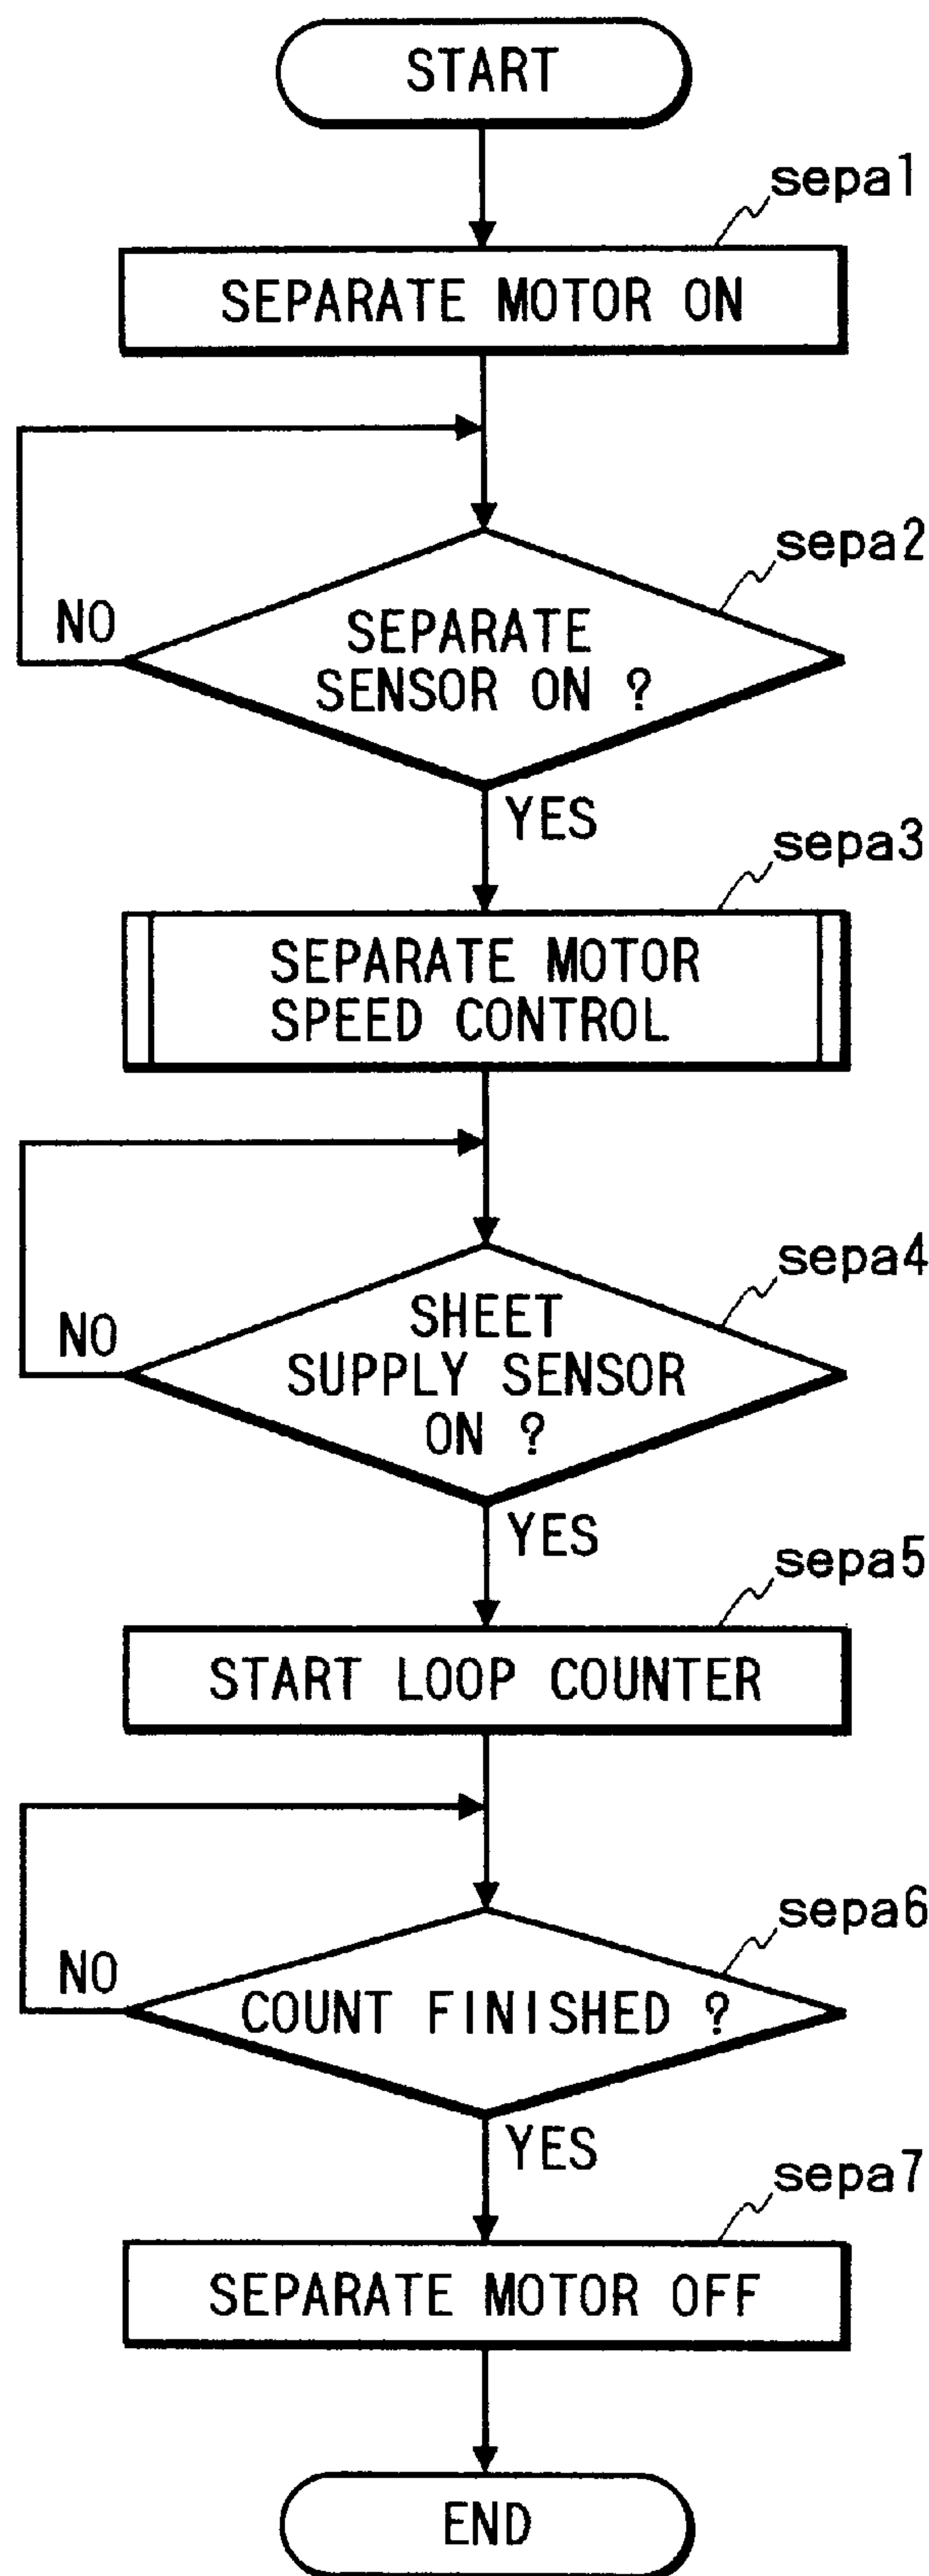 START
sepa1
SEPARATE MOTOR ON
sepa2
NO
SEPARATE
SENSOR ON ?
YES
sepa3
SEPARATE MOTOR
SPEED CONTROL
sepa4
NO
SHEET
SUPPLY SENSOR
ON ?
YES
sepa5
START LOOP COUNTER
sepa6
NO
COUNT FINISHED ?
YES
sepa7
SEPARATE MOTOR OFF
END